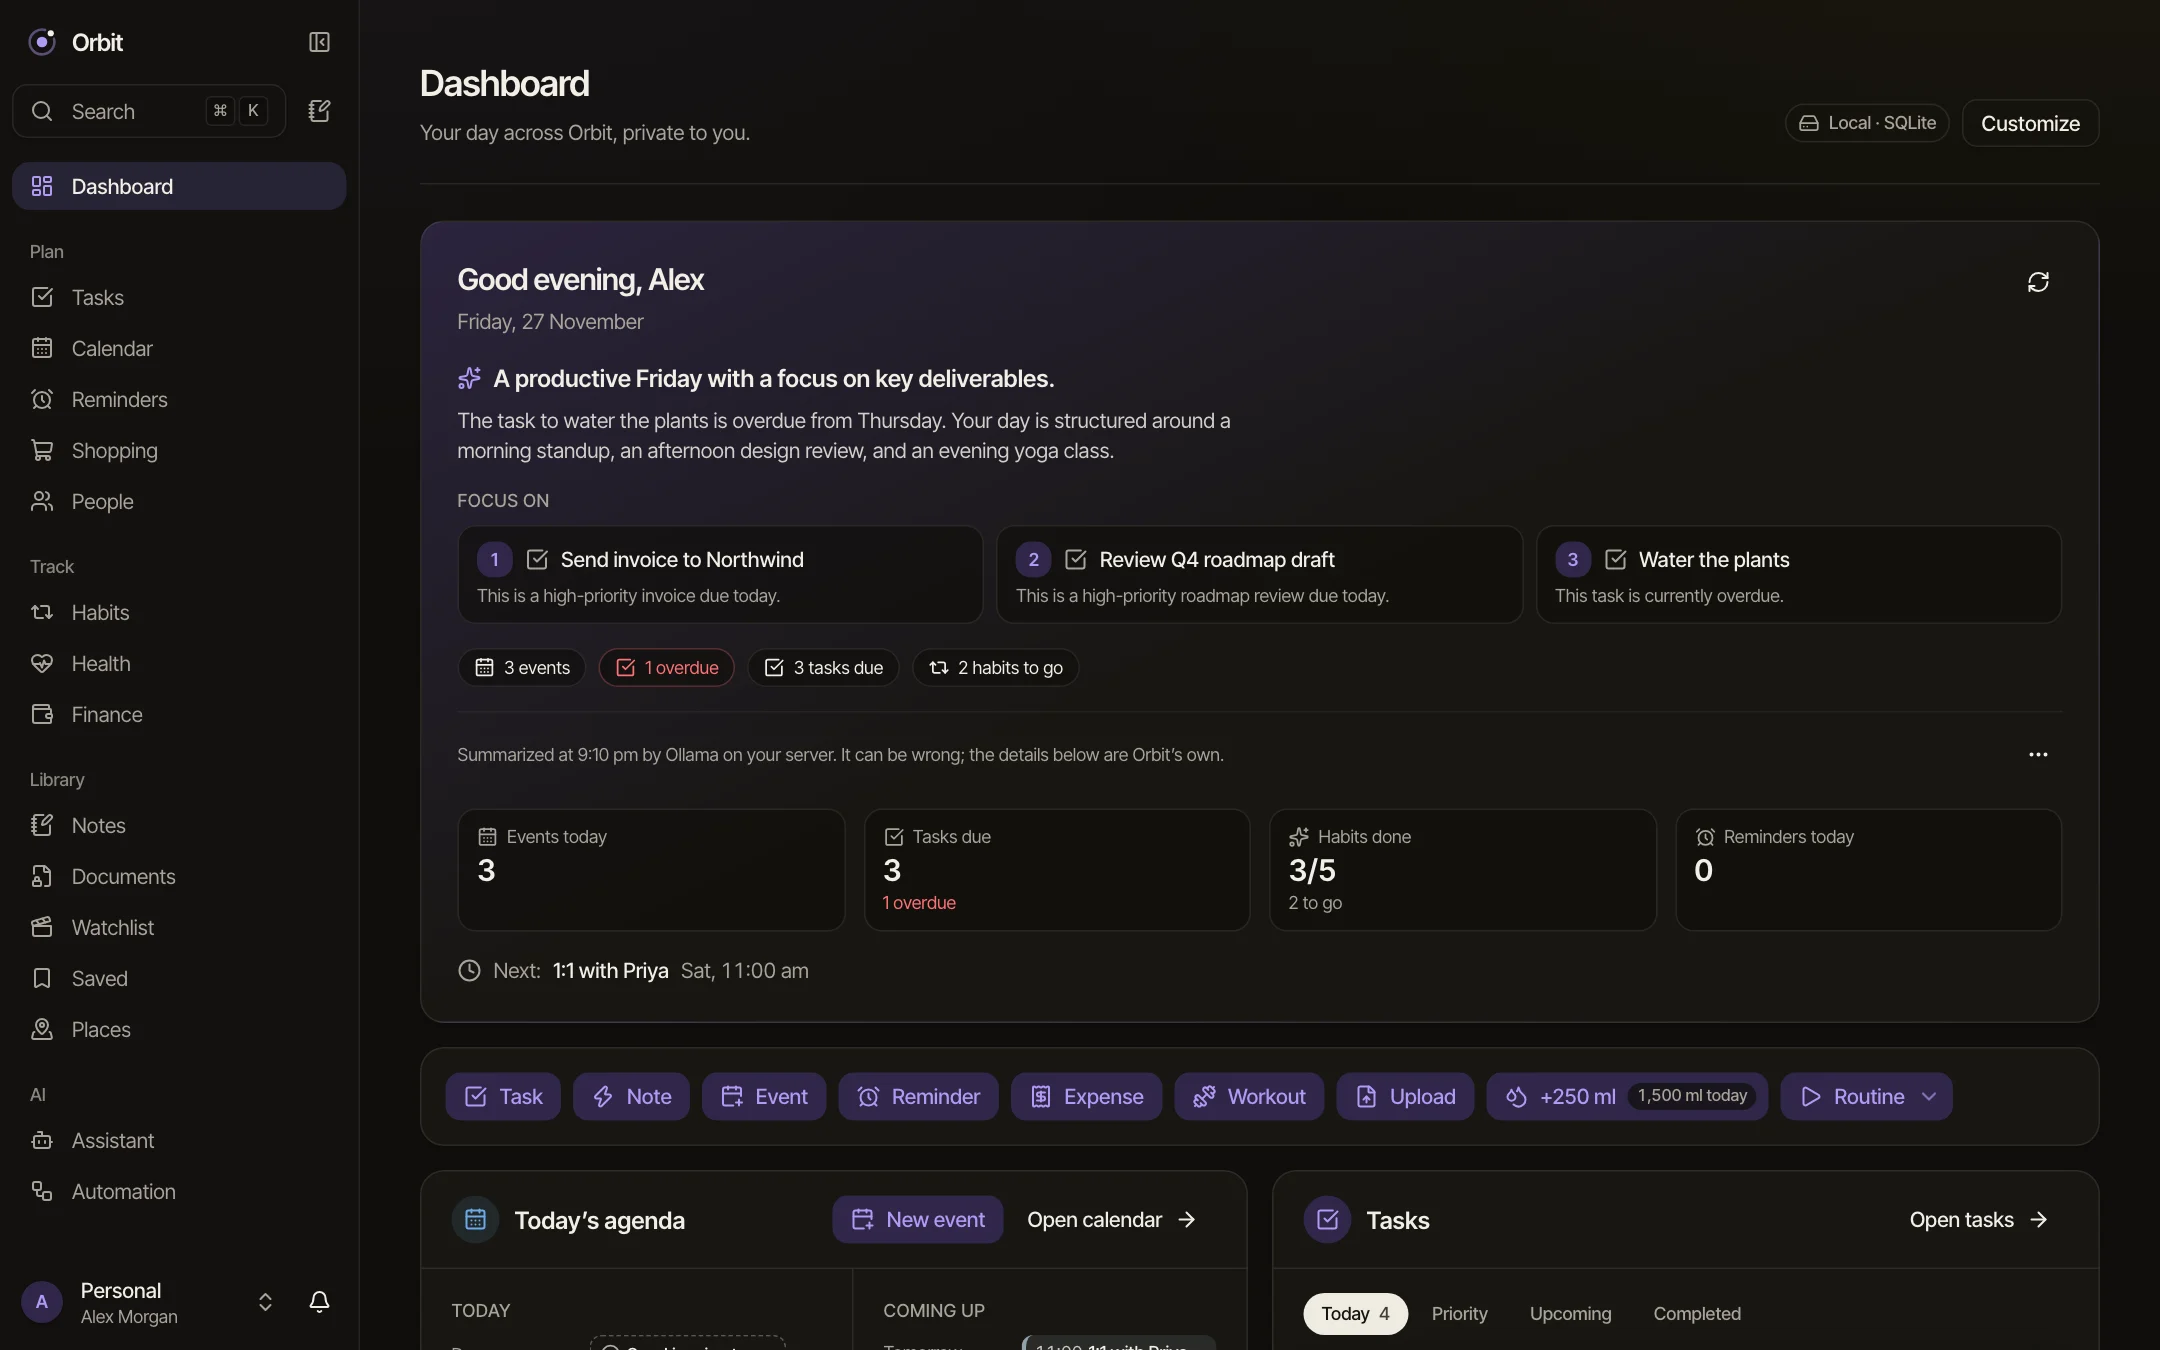 Orbit
Search ⌘ K
Dashboard
Plan
Tasks
Calendar
Reminders
Shopping
People
Track
Habits
Health
Finance
Library
Notes
Documents
Watchlist
Saved
Places
AI
Assistant
Automation
A
Personal
Alex Morgan
Dashboard
Your day across Orbit, private to you.
Local · SQLite
Customize
Good evening, Alex
Friday, 27 November
A productive Friday with a focus on key deliverables.
The task to water the plants is overdue from Thursday. Your day is structured around a
morning standup, an afternoon design review, and an evening yoga class.
FOCUS ON
1 Send invoice to Northwind
This is a high-priority invoice due today.
2 Review Q4 roadmap draft
This is a high-priority roadmap review due today.
3 Water the plants
This task is currently overdue.
3 events
1 overdue
3 tasks due
2 habits to go
Summarized at 9:10 pm by Ollama on your server. It can be wrong; the details below are Orbit's own.
Events today
3
Tasks due
3
1 overdue
Habits done
3/5
2 to go
Reminders today
0
Next: 1:1 with Priya Sat, 11:00 am
Task
Note
Event
Reminder
Expense
Workout
Upload
+250 ml 1,500 ml today
Routine
Today's agenda
New event
Open calendar
TODAY
COMING UP
11:00 1:1 with Priya
Tasks
Open tasks
Today 4
Priority
Upcoming
Completed